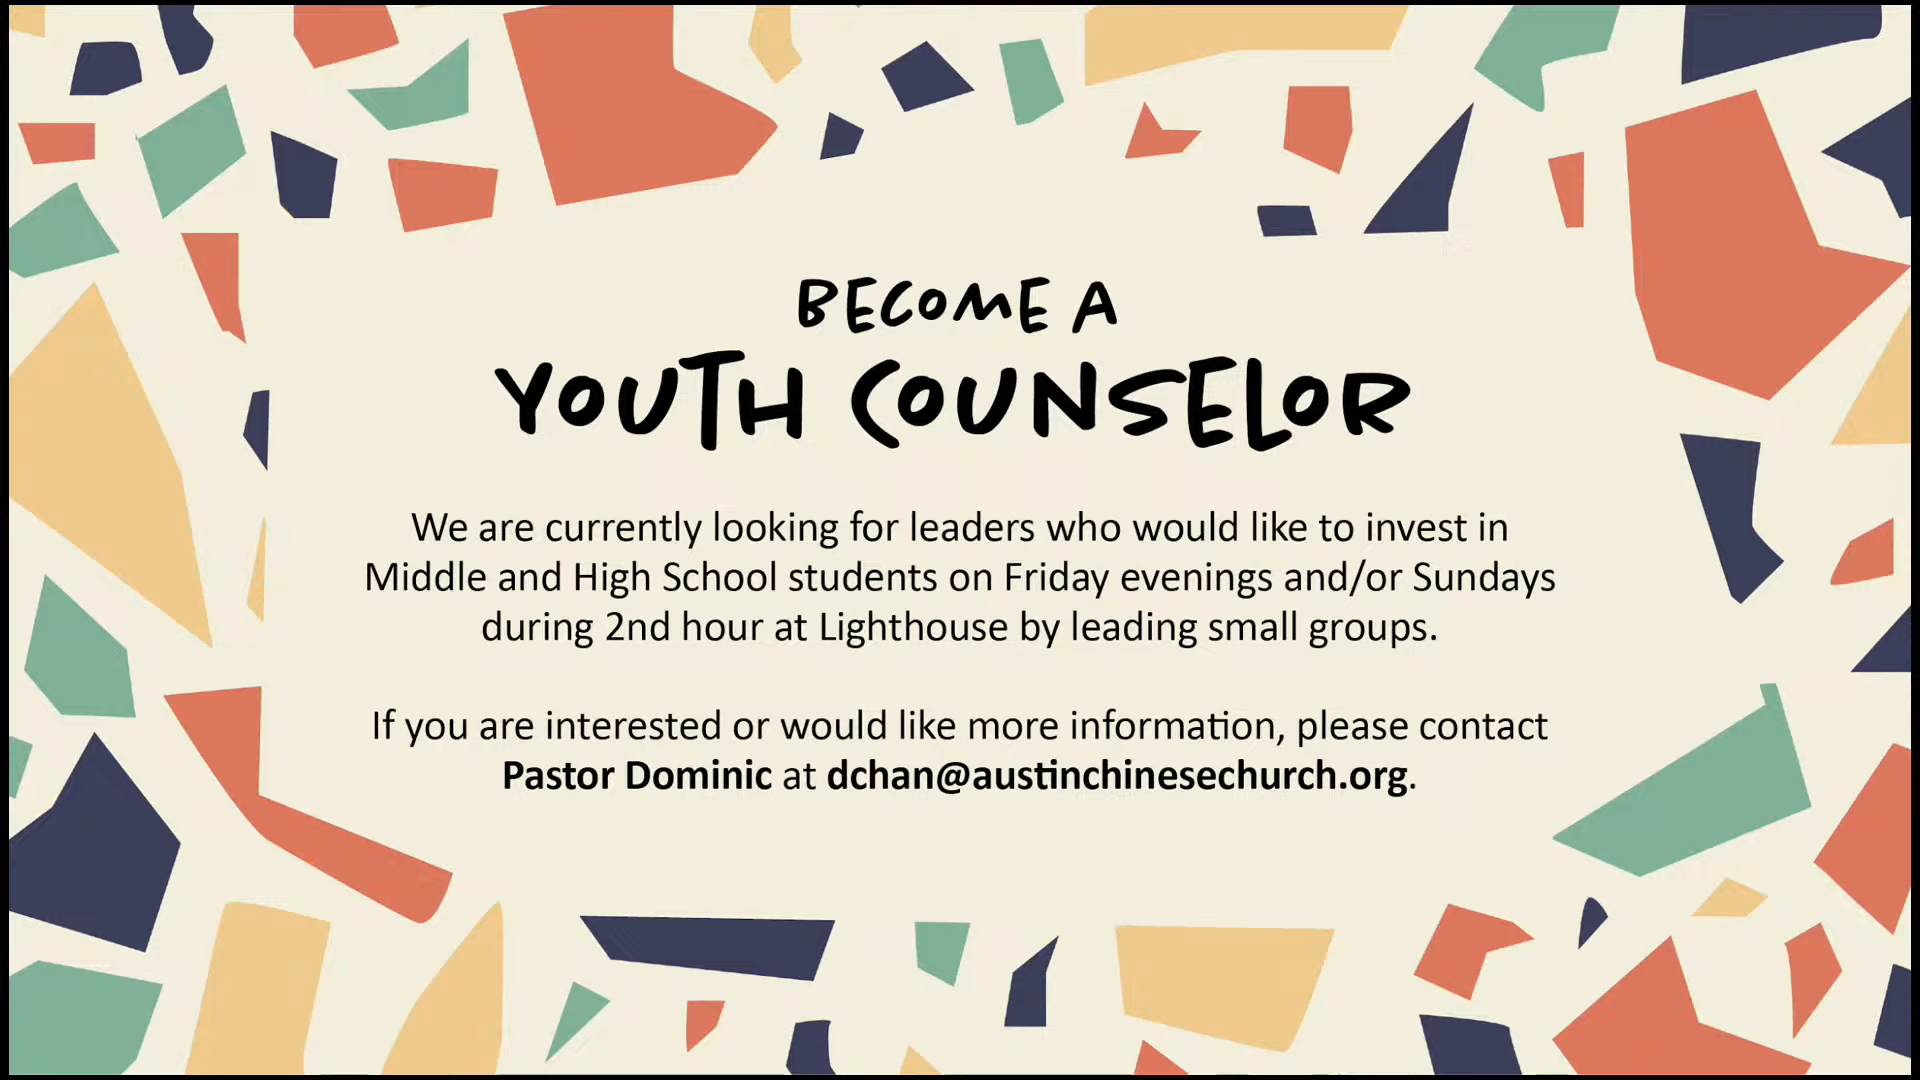 BECOME A
YOUTH COUNSELOR
We are currently looking for leaders who would like to invest in
Middle and High School students on Friday evenings and/or Sundays
during 2nd hour at Lighthouse by leading small groups.
If you are interested or would like more information, please contact
Pastor Dominic at dchan@austinchinesechurch.org.